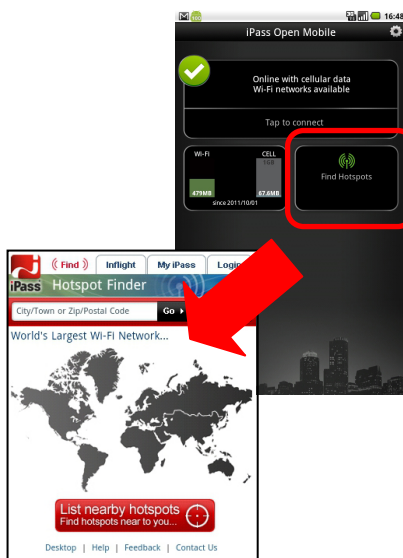 16:48
iPass Open Mobile
Online with cellular data
Wi-Fi networks available
Tap to connect
Wi-Fi
479MB
CELL
1GB
67.6MB
since 2011/10/01
Find Hotspots
Find
Inflight
My iPass
Login
iPass Hotspot Finder
City/Town or Zip/Postal Code
Go
World's Largest Wi-Fi Network...
List nearby hotspots
Find hotspots near to you...
Desktop | Help | Feedback | Contact Us